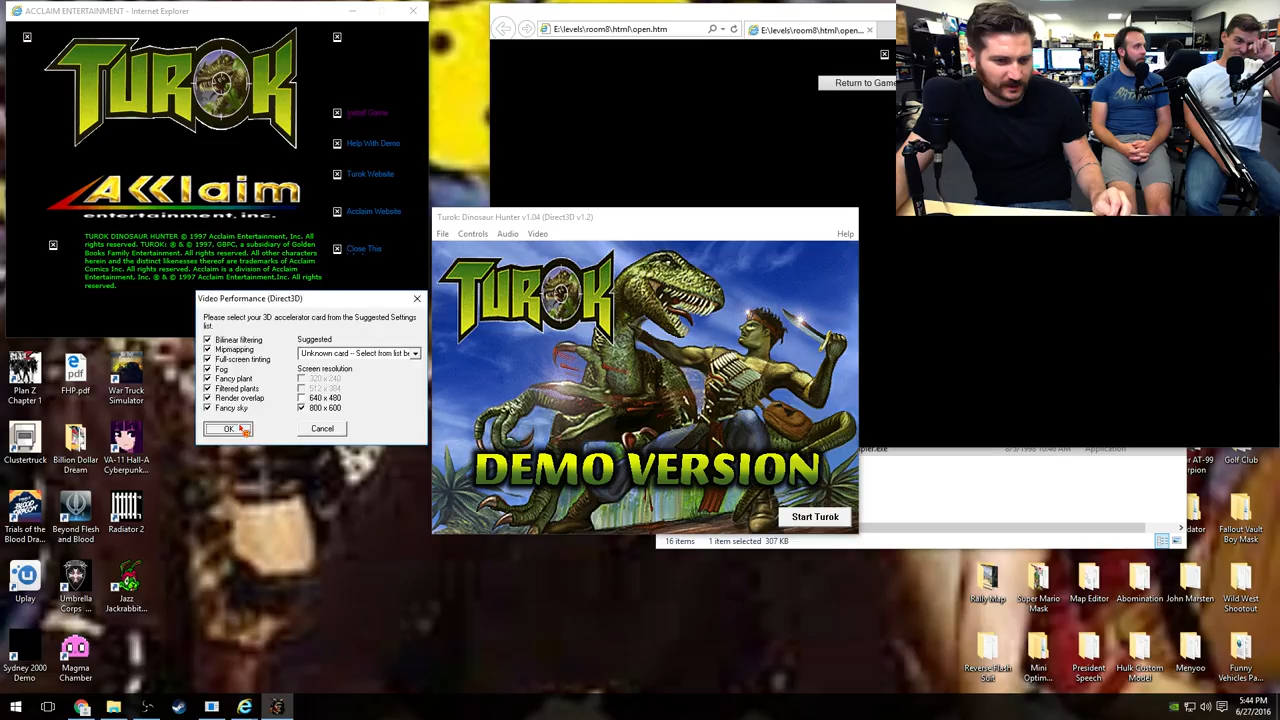 ACCLAIM ENTERTAINMENT - Internet Explorer
TUROK
Install Game
Help With Demo
Turok Website
Acclaim Website
Close This
Acclaim
entertainment, inc.
TUROK DINOSAUR HUNTER © 1997 Acclaim Entertainment, Inc. All
rights reserved. TUROK: ® & © 1997, GBPC, a subsidiary of Golden
Books Family Entertainment. All rights reserved. All other characters
herein and the distinct likenesses thereof are trademarks of Acclaim
Comics Inc. All rights reserved. Acclaim is a division of Acclaim
Entertainment, Inc. ® & © 1997 Acclaim Entertainment,Inc. All rights
reserved.
E:\levels\room8\html\open.htm
E:\levels\room8\html\open...
Return to Game
Video Performance (Direct3D)
Please select your 3D accelerator card from the Suggested Settings
list.
Bilinear filtering
Mipmapping
Full-screen tinting
Fog
Fancy plant
Filtered plants
Render overlap
Fancy sky
Suggested
Unknown card -- Select from list be
Screen resolution
320 x 240
512 x 384
640 x 480
800 x 600
OK
Cancel
Turok: Dinosaur Hunter v1.04 (Direct3D v1.2)
File Controls Audio Video Help
TUROK
DEMO VERSION
Start Turok
Application
16 items 1 item selected 307 KB
Plan Z
Chapter 1
FHP.pdf
War Truck
Simulator
Clustertruck
Billion Dollar
Dream
VA-11 Hall-A
Cyberpunk...
Trials of the
Blood Dra...
Beyond Flesh
and Blood
Radiator 2
Uplay
Umbrella
Corps ...
Jazz
Jackrabbit...
Sydney 2000
Demo
Magma
Chamber
AT-99
Golf Club
Fallout Vault
Boy Mask
Rally Map
Super Mario
Mask
Map Editor
Abomination
John Marsten
Wild West
Shootout
Reverse Flash
Suit
Mini
Optim...
President
Speech
Hulk Custom
Model
Menyoo
Funny
Vehicles Pa...
5:44 PM
6/27/2016